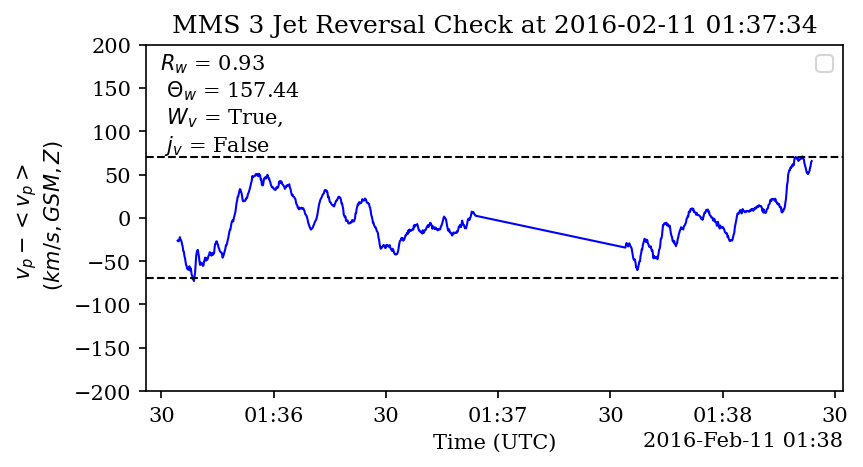 MMS 3 Jet Reversal Check at 2016-02-11 01:37:34
R_w = 0.93
Θ_w = 157.44
W_v = True,
j_v = False
v_p − < v_p >
(km/s, GSM, Z)
200
150
100
50
0
−50
−100
−150
−200
30 01:36 30 01:37 30 01:38 30
Time (UTC)
2016-Feb-11 01:38